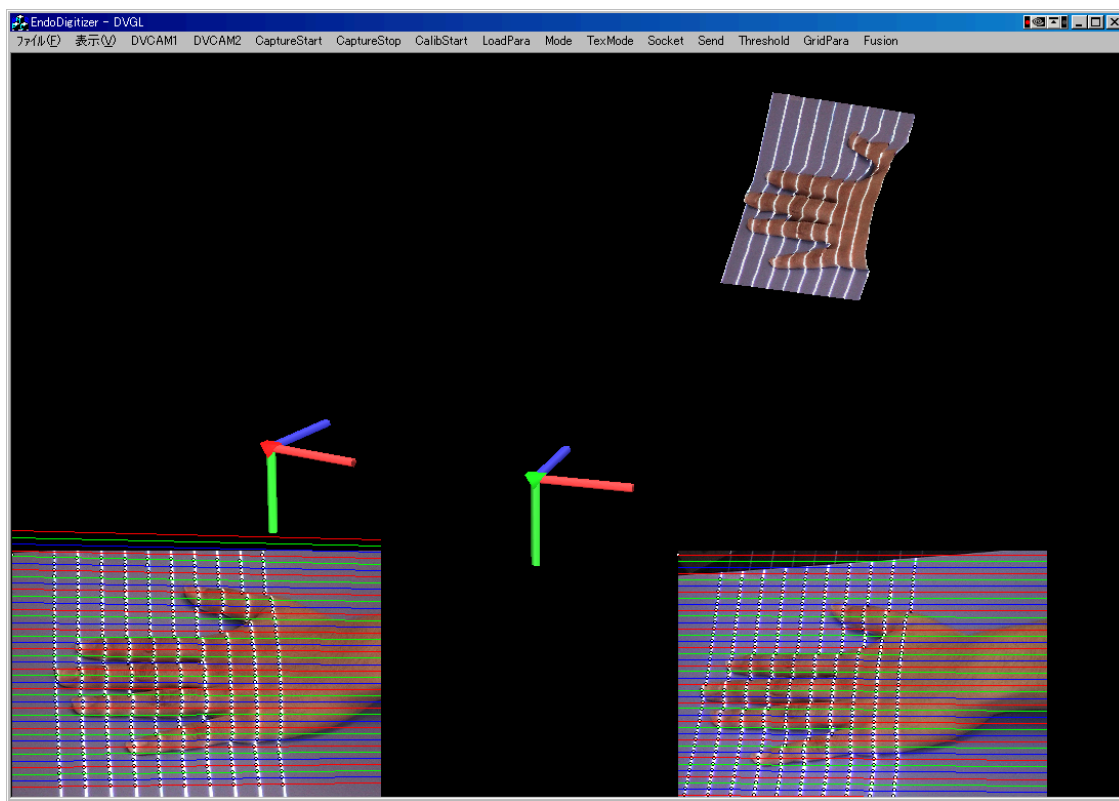 EndoDigitizer - DVGL
ファイル(F) 表示(V) DVCAM1 DVCAM2 CaptureStart CaptureStop CalibStart LoadPara Mode TexMode Socket Send Threshold GridPara Fusion